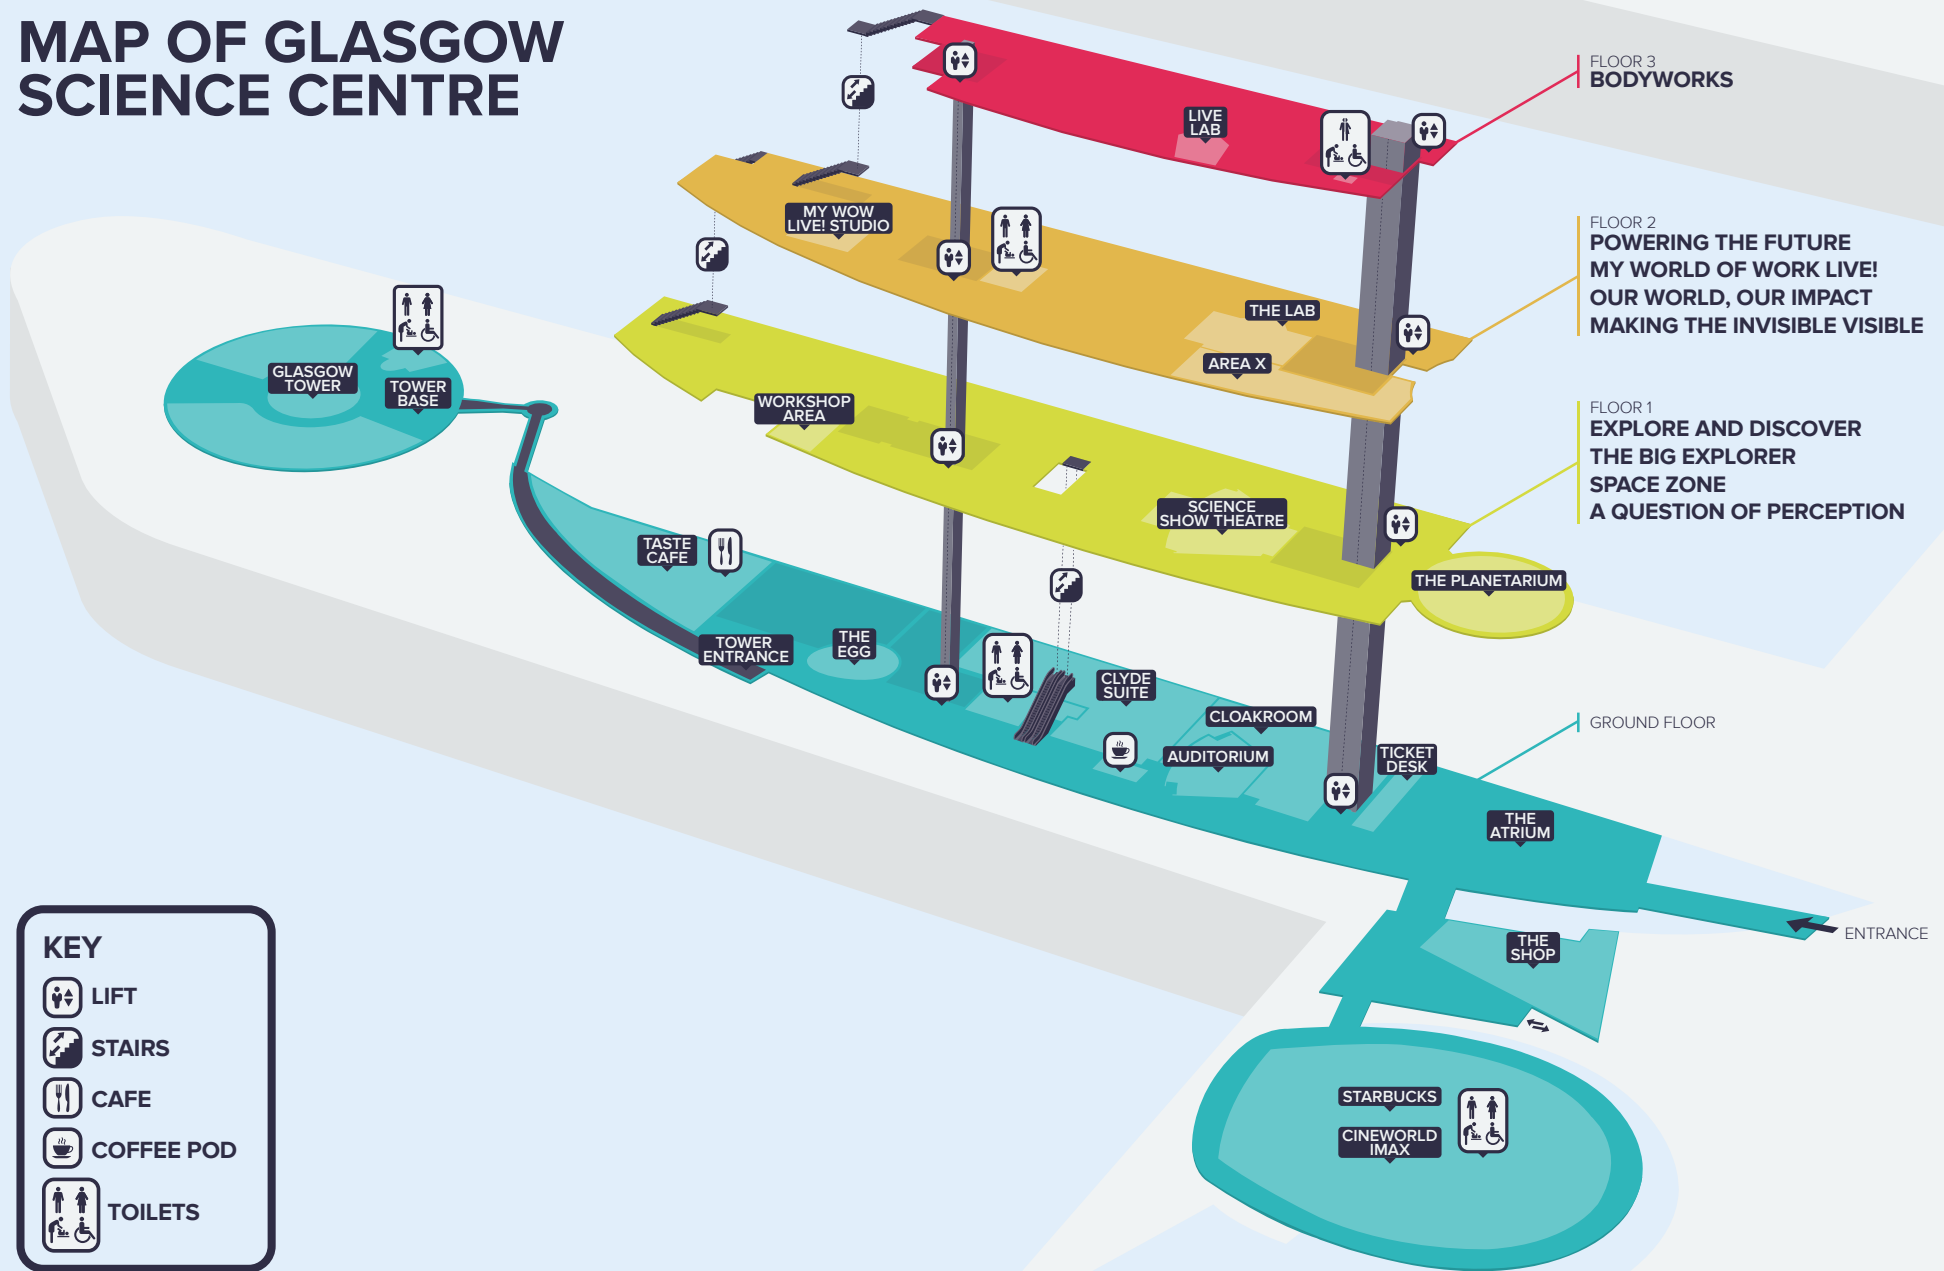 MAP OF GLASGOW
SCIENCE CENTRE
FLOOR 3
BODYWORKS
LIVE
LAB
FLOOR 2
POWERING THE FUTURE
MY WORLD OF WORK LIVE!
OUR WORLD, OUR IMPACT
MAKING THE INVISIBLE VISIBLE
MY WOW
LIVE! STUDIO
THE LAB
AREA X
FLOOR 1
EXPLORE AND DISCOVER
THE BIG EXPLORER
SPACE ZONE
A QUESTION OF PERCEPTION
WORKSHOP
AREA
SCIENCE
SHOW THEATRE
THE PLANETARIUM
GLASGOW
TOWER
TOWER
BASE
TASTE
CAFE
TOWER
ENTRANCE
THE
EGG
CLYDE
SUITE
CLOAKROOM
AUDITORIUM
TICKET
DESK
GROUND FLOOR
THE
ATRIUM
ENTRANCE
THE
SHOP
STARBUCKS
CINEWORLD
IMAX
KEY
LIFT
STAIRS
CAFE
COFFEE POD
TOILETS